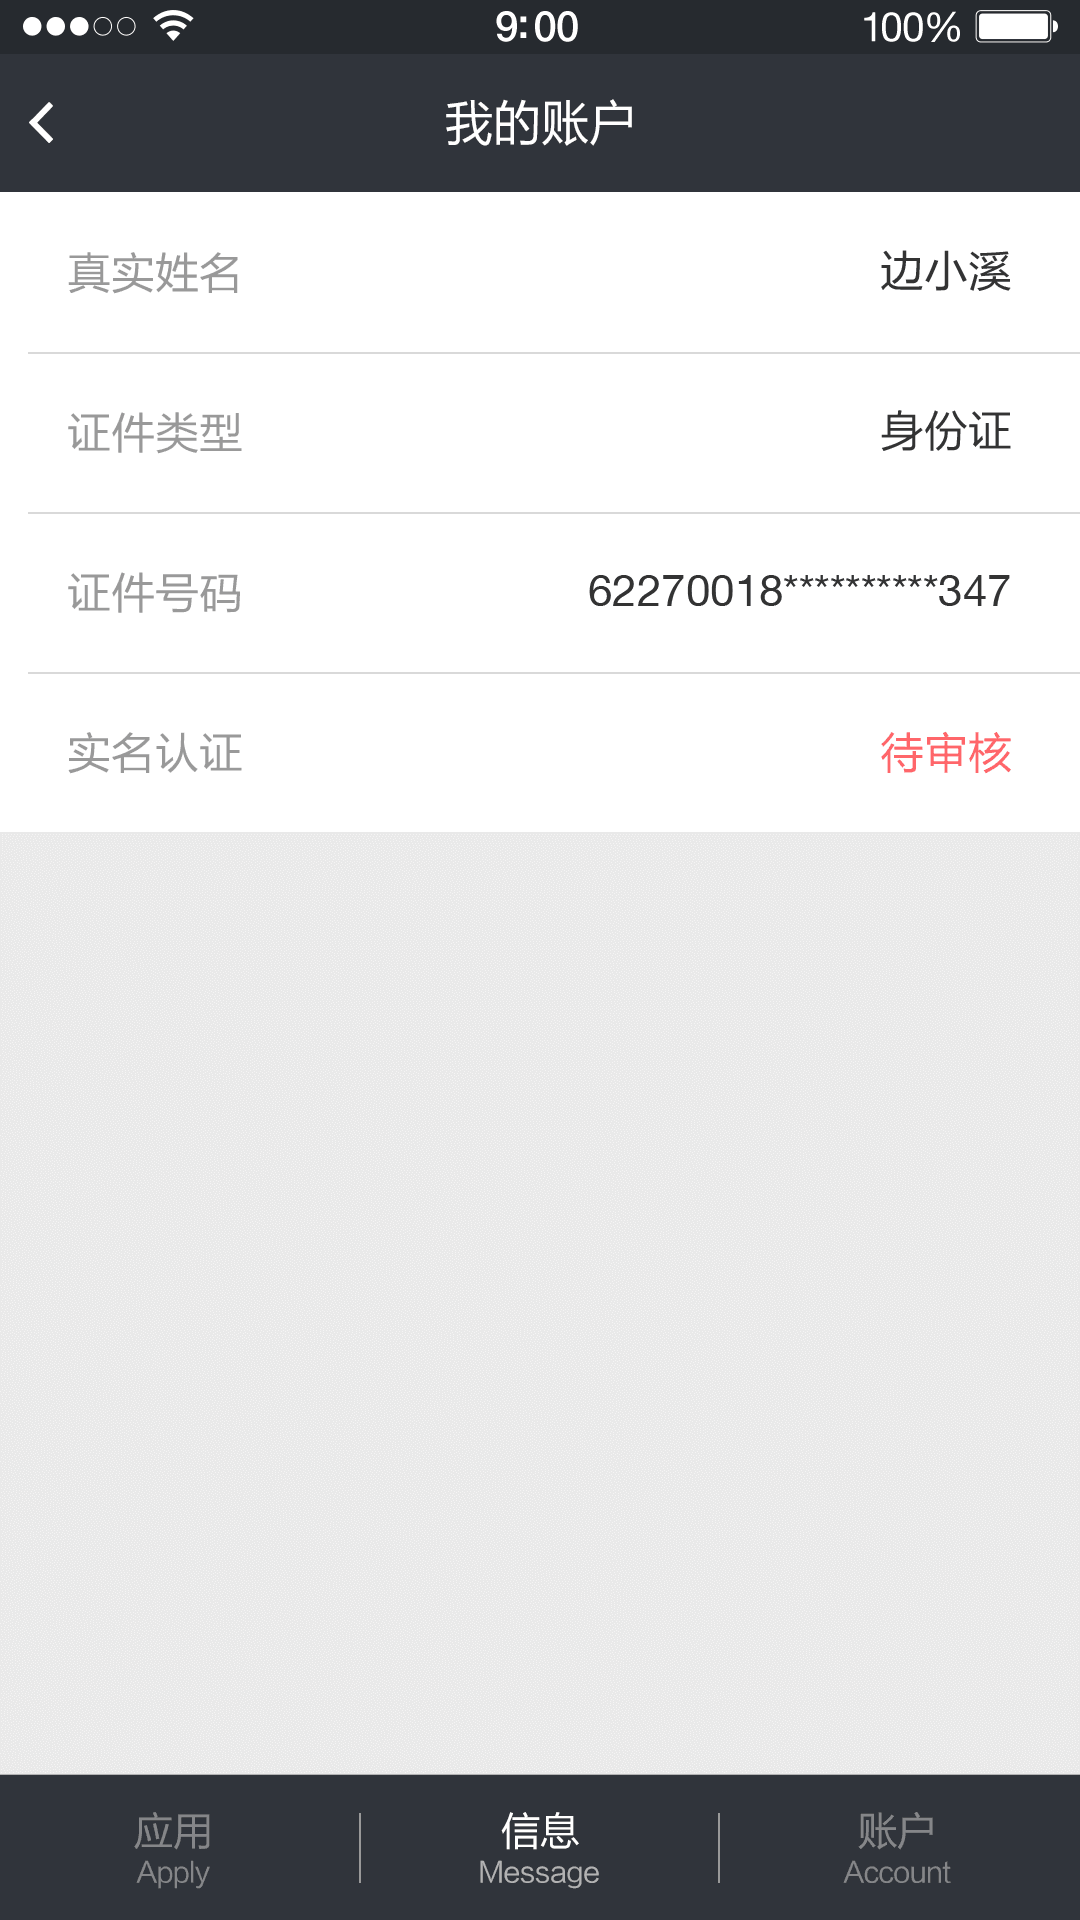 9:00 100%
我的账户
真实姓名 边小溪
证件类型 身份证
证件号码 62270018**********347
实名认证 待审核
应用 信息 账户
Apply Message Account